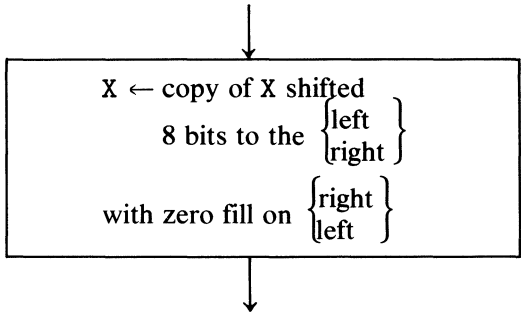 X ← copy of X shifted
8 bits to the {left
right}
with zero fill on {right
left}